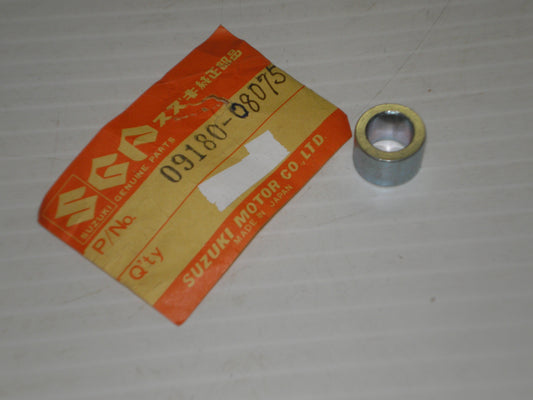 SGP スズキ純正部品
SUZUKI GENUINE PARTS
P/No. 09180-08075
Q'ty
SUZUKI MOTOR CO.,LTD.
MADE IN JAPAN